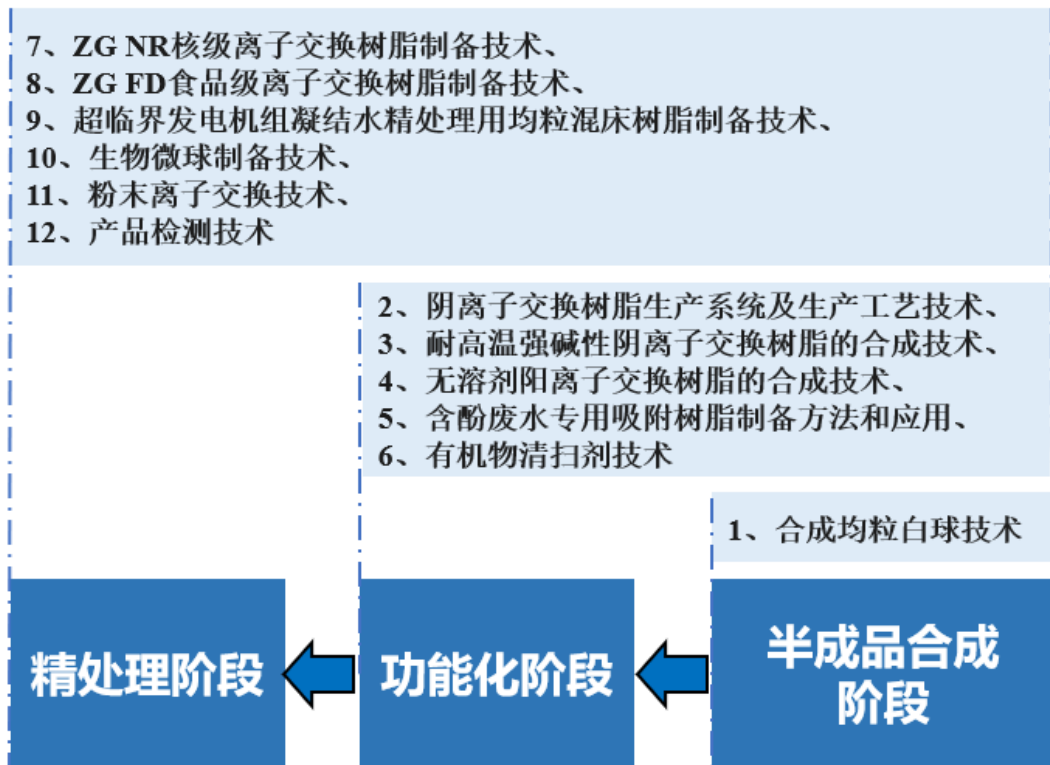 7、ZG NR核级离子交换树脂制备技术、
8、ZG FD食品级离子交换树脂制备技术、
9、超临界发电机组凝结水精处理用均粒混床树脂制备技术、
10、生物微球制备技术、
11、粉末离子交换技术、
12、产品检测技术
2、阴离子交换树脂生产系统及生产工艺技术、
3、耐高温强碱性阴离子交换树脂的合成技术、
4、无溶剂阳离子交换树脂的合成技术、
5、含酚废水专用吸附树脂制备方法和应用、
6、有机物清扫剂技术
1、合成均粒白球技术
精处理阶段
功能化阶段
半成品合成
阶段